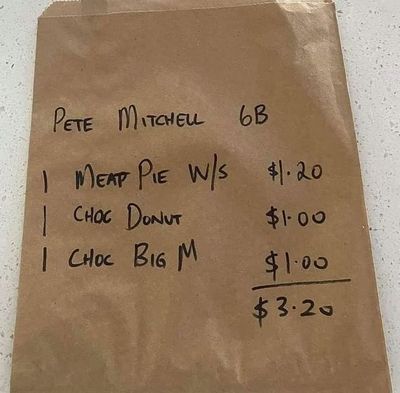 PETE MITCHELL 6B
1 MEAT PIE W/S $1.20
1 CHOC DONUT $1.00
1 CHOC BIG M $1.00
$3.20